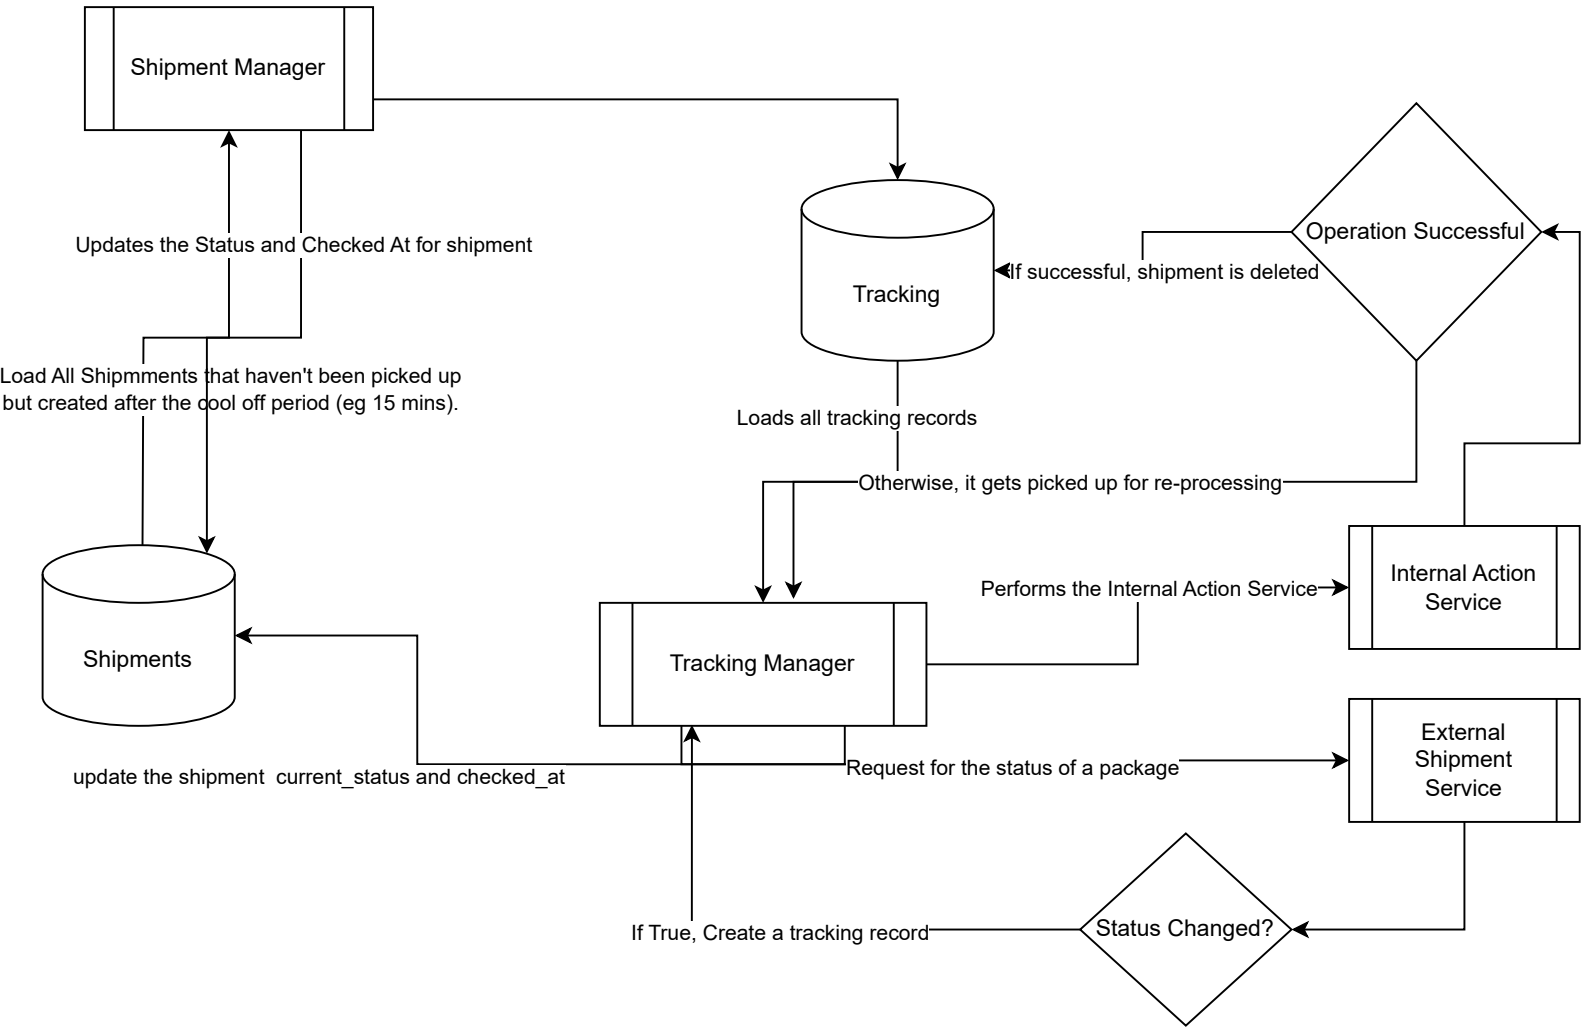 Shipment Manager
Updates the Status and Checked At for shipment
Operation Successful
If successful, shipment is deleted
Tracking
Load All Shipmments that haven't been picked up
but created after the cool off period (eg 15 mins).
Loads all tracking records
Otherwise, it gets picked up for re-processing
Performs the Internal Action Service
Internal Action
Service
Shipments
Tracking Manager
External
Shipment
Service
update the shipment  current_status and checked_at
Request for the status of a package
If True, Create a tracking record
Status Changed?